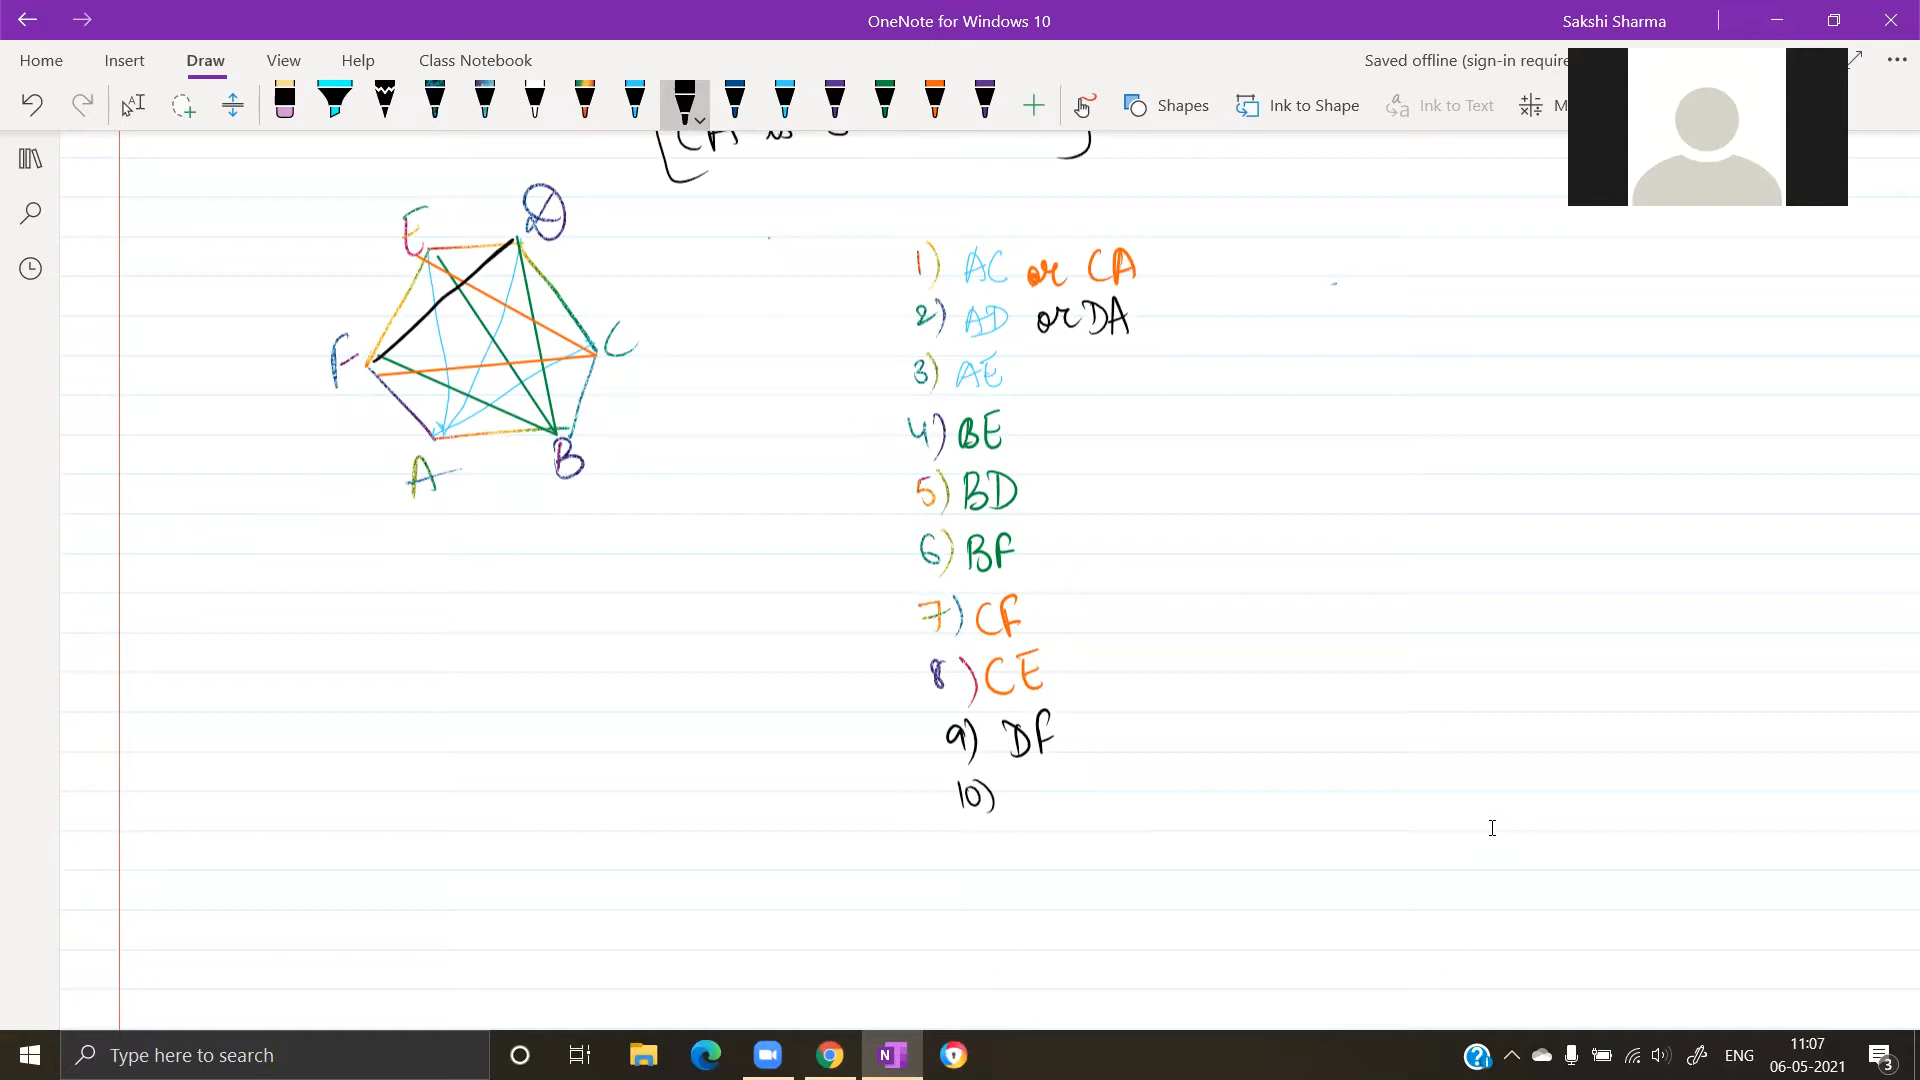 OneNote for Windows 10
Sakshi Sharma
Home Insert Draw View Help Class Notebook
Saved offline (sign-in require
Shapes Ink to Shape Ink to Text M
CA is
E D
F C
A B
1) AC or CA
2) AD or DA
3) AE
4) BE
5) BD
6) BF
7) CF
8) CE
9) DF
10)
Type here to search
ENG
11:07
06-05-2021
3